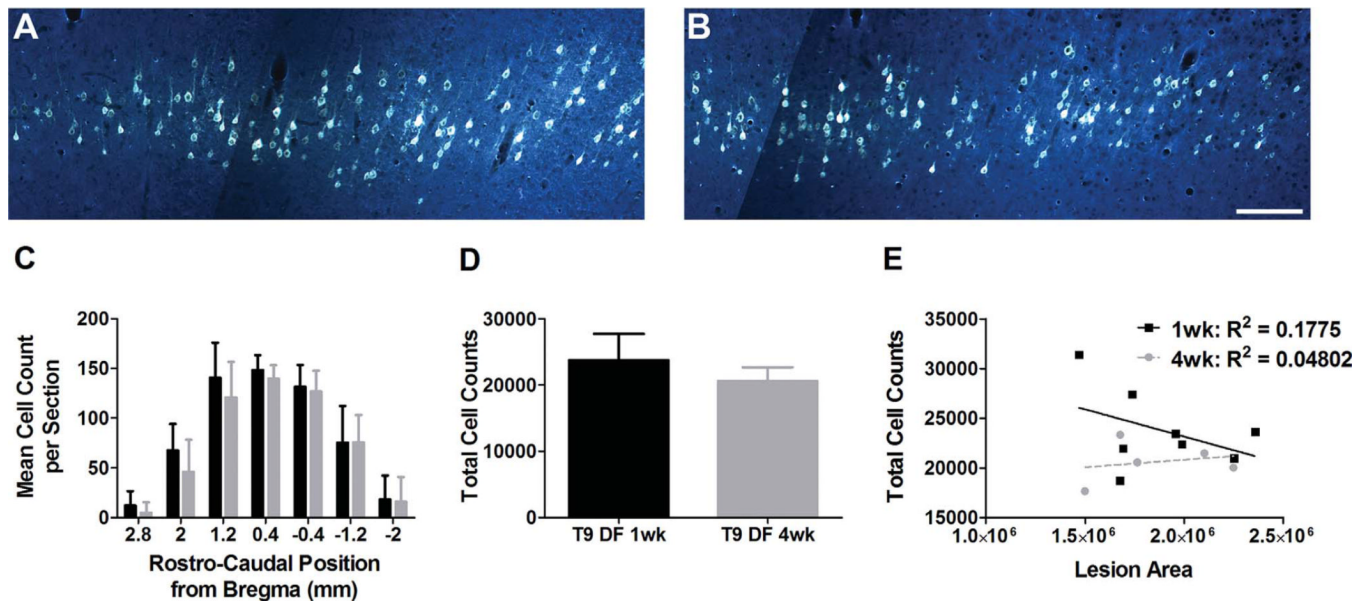 A
B
C
Mean Cell Count
per Section
200
150
100
50
0
2.8 2 1.2 0.4 -0.4 -1.2 -2
Rostro-Caudal Position
from Bregma (mm)
D
Total Cell Counts
30000
20000
10000
0
T9 DF 1wk T9 DF 4wk
E
Total Cell Counts
35000
30000
25000
20000
15000
1wk: R² = 0.1775
4wk: R² = 0.04802
1.0×10⁶ 1.5×10⁶ 2.0×10⁶ 2.5×10⁶
Lesion Area